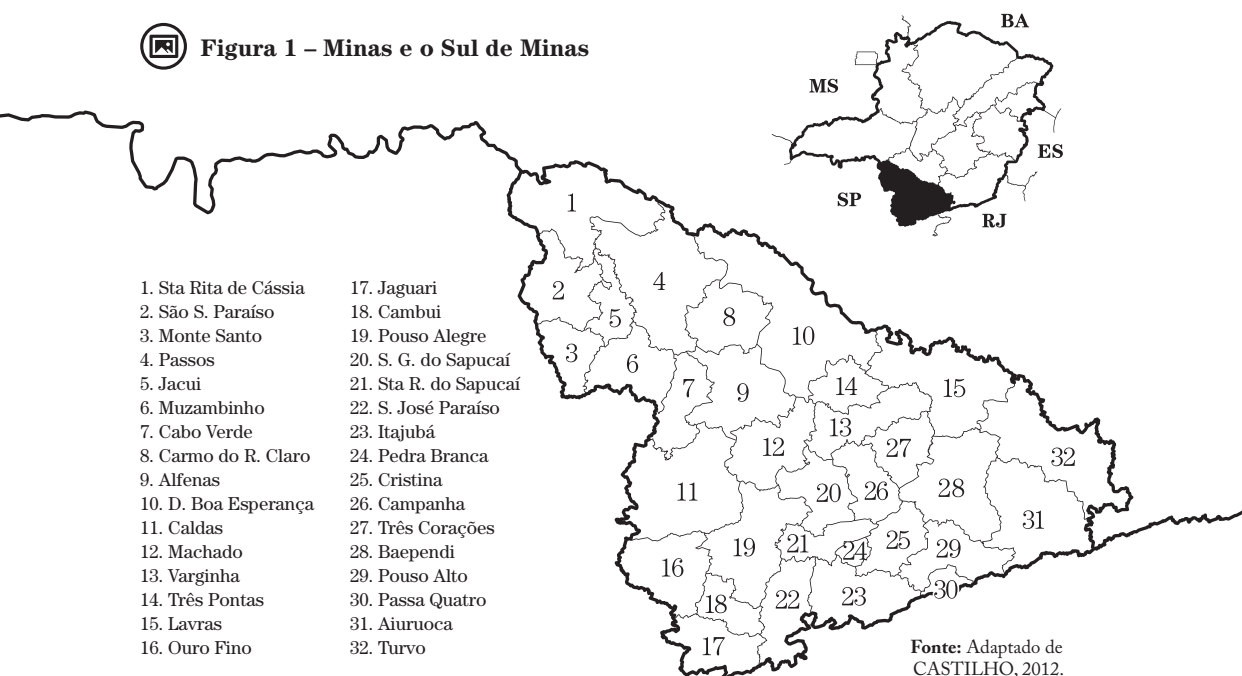 Figura 1 – Minas e o Sul de Minas
BA
MS
ES
SP
RJ
1. Sta Rita de Cássia
2. São S. Paraíso
3. Monte Santo
4. Passos
5. Jacui
6. Muzambinho
7. Cabo Verde
8. Carmo do R. Claro
9. Alfenas
10. D. Boa Esperança
11. Caldas
12. Machado
13. Varginha
14. Três Pontas
15. Lavras
16. Ouro Fino
17. Jaguari
18. Cambui
19. Pouso Alegre
20. S. G. do Sapucaí
21. Sta R. do Sapucaí
22. S. José Paraíso
23. Itajubá
24. Pedra Branca
25. Cristina
26. Campanha
27. Três Corações
28. Baependi
29. Pouso Alto
30. Passa Quatro
31. Aiuruoca
32. Turvo
1
2
4
5
8
3
6
10
7
9
14
15
13
12
27
32
11
20
26
28
31
19
21
24
25
29
16
18
22
23
30
17
Fonte: Adaptado de
CASTILHO, 2012.